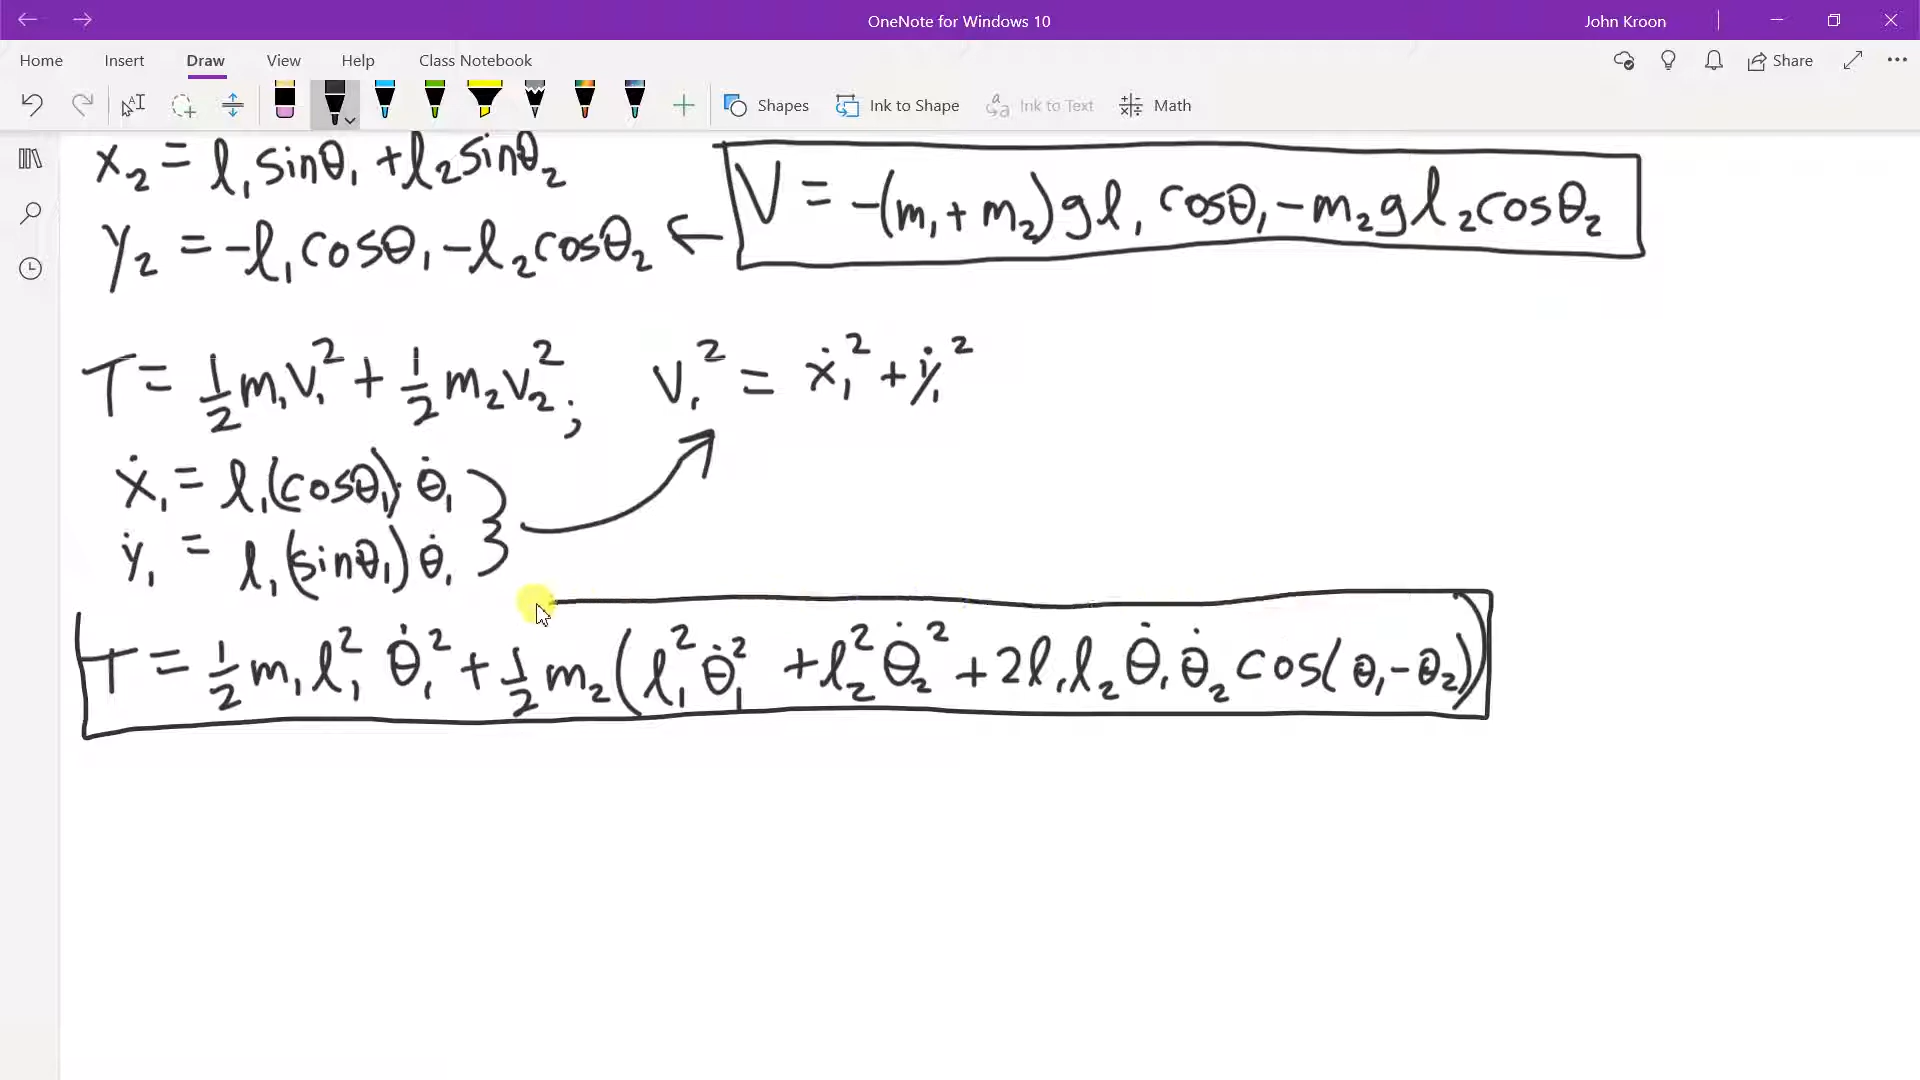 OneNote for Windows 10
John Kroon
Home Insert Draw View Help Class Notebook
Share
Shapes Ink to Shape Ink to Text Math
x₂ = l₁sinθ₁ + l₂sinθ₂
y₂ = -l₁cosθ₁ - l₂cosθ₂ ←
V = -(m₁ + m₂)gl₁ cosθ₁ - m₂gl₂cosθ₂
T = ½m₁v₁² + ½m₂v₂²; v₁² = ẋ₁² + ẏ₁²
ẋ₁ = l₁(cosθ₁)·θ̇₁
ẏ₁ = l₁(sinθ₁)θ̇₁
T = ½m₁l₁²θ̇₁² + ½m₂(l₁²θ̇₁² + l₂²θ̇₂² + 2l₁l₂θ̇₁θ̇₂cos(θ₁-θ₂))